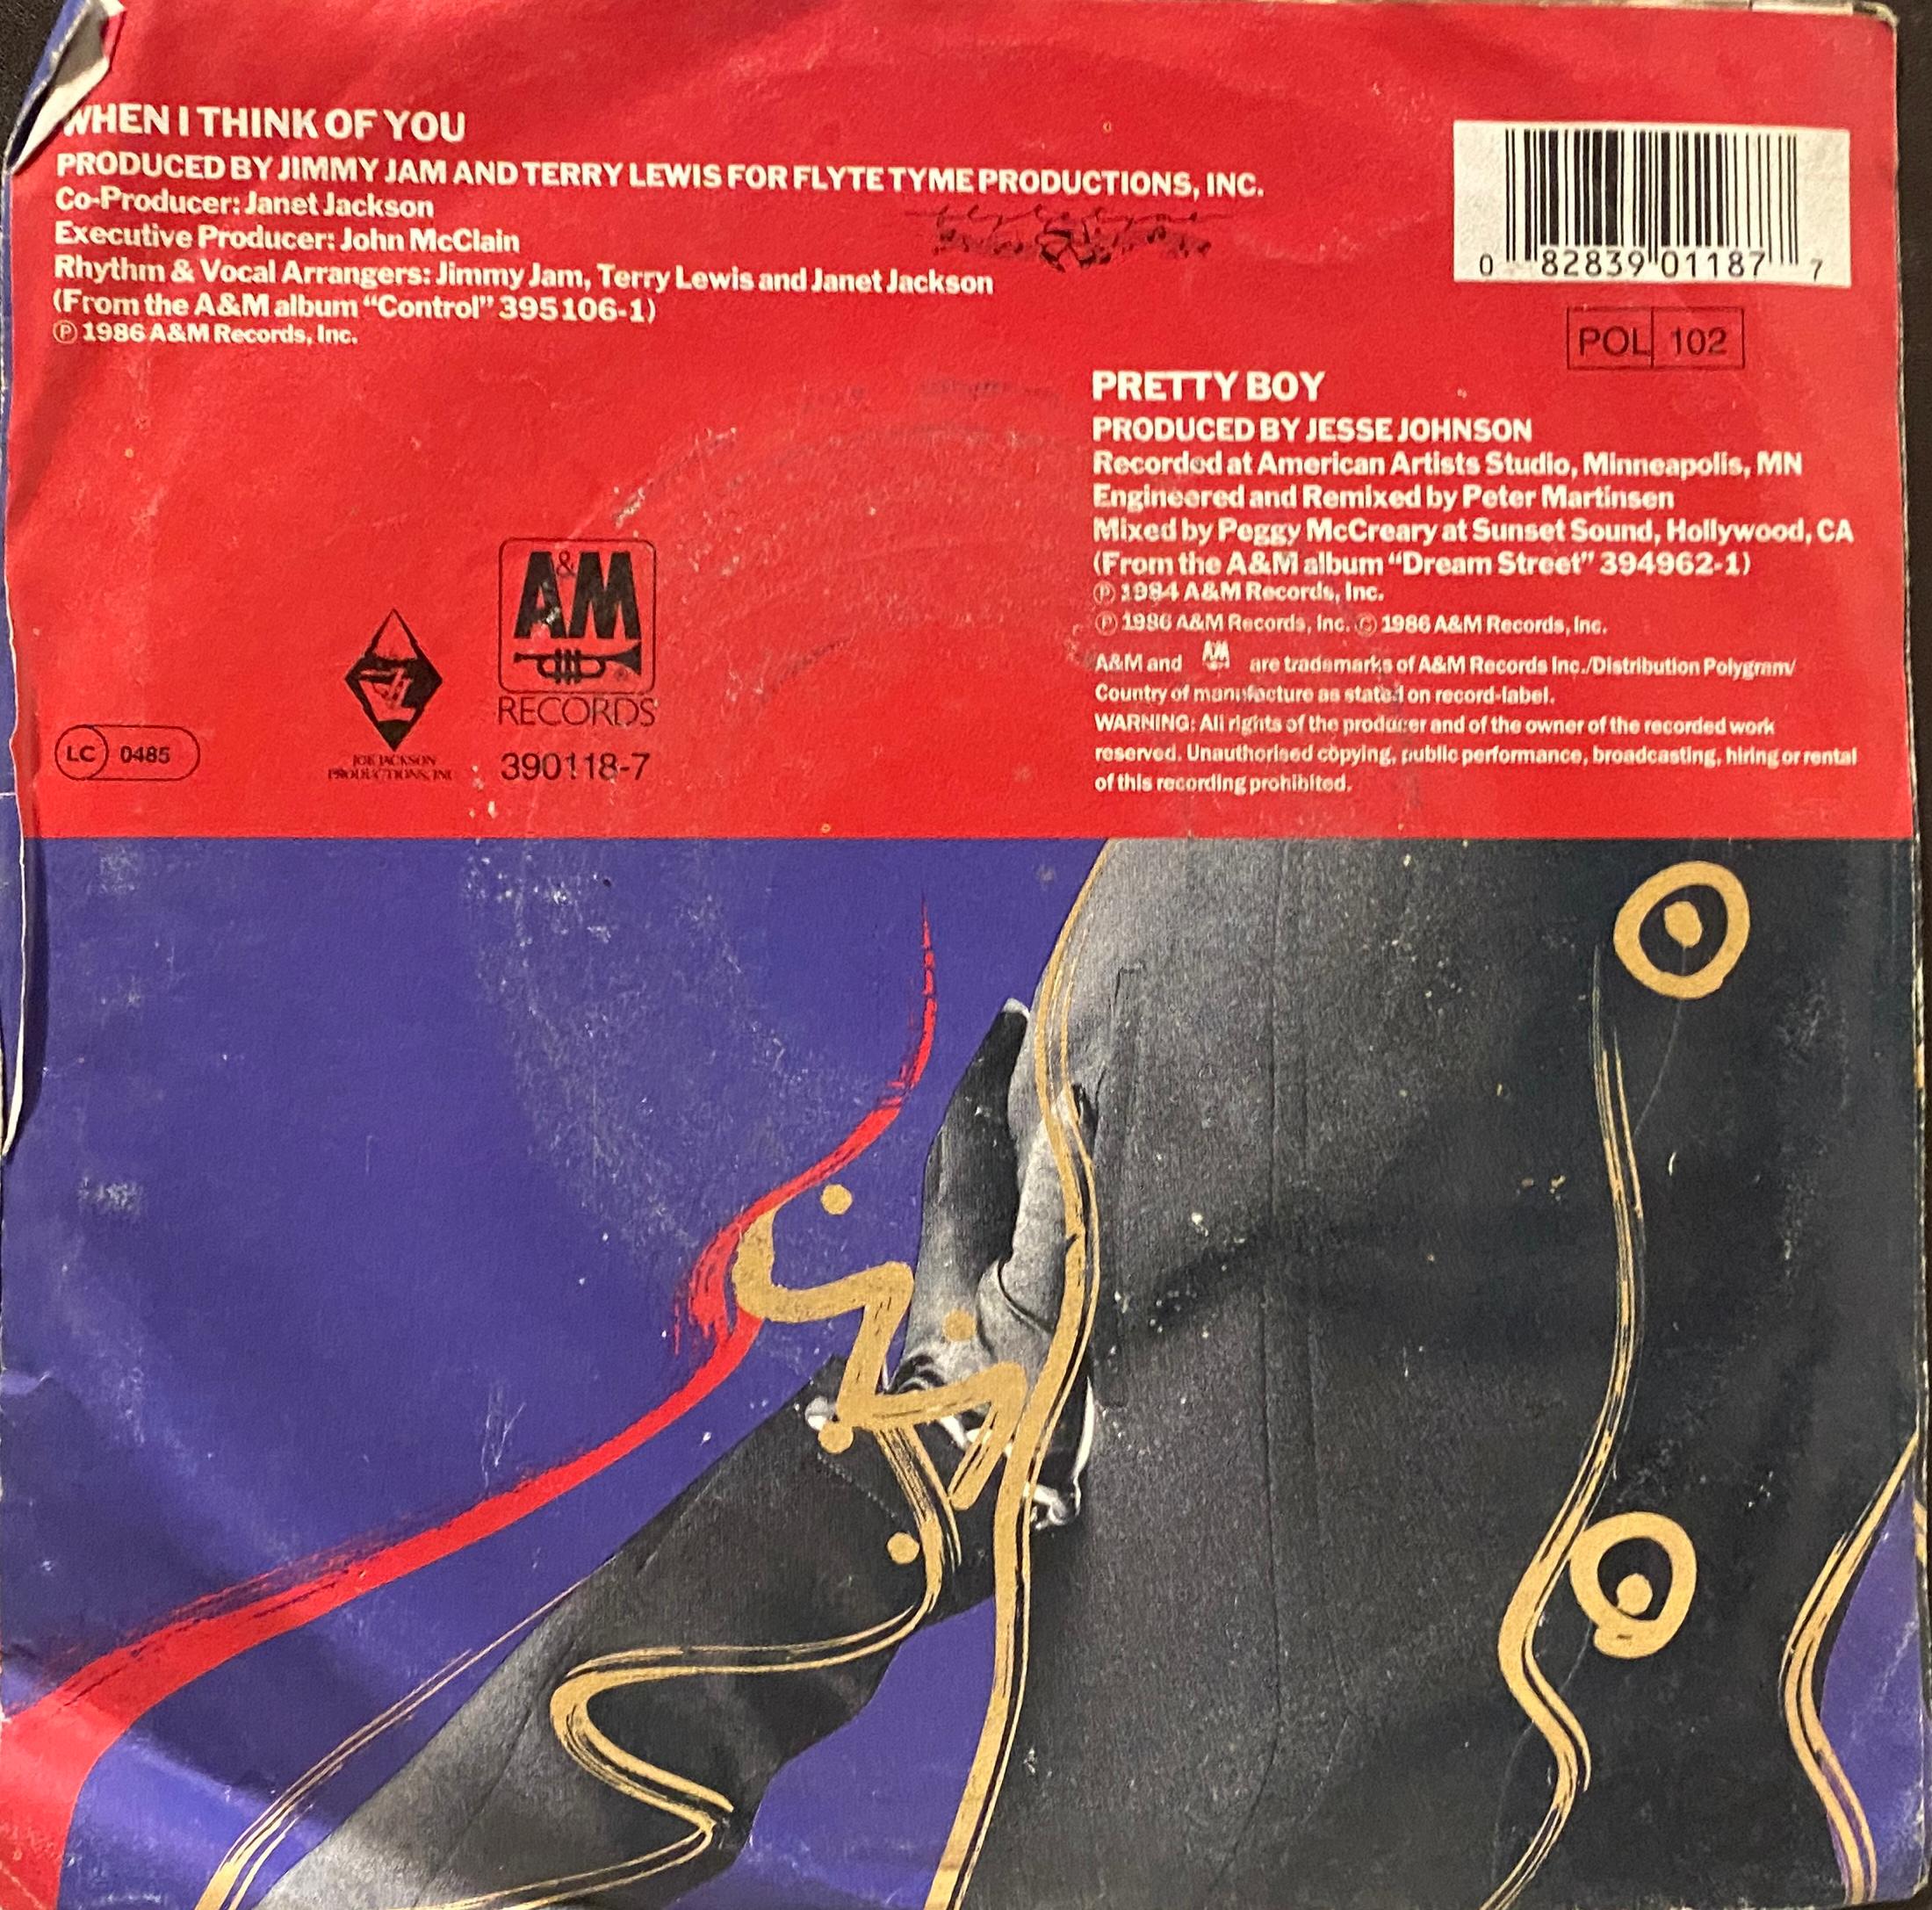 WHEN I THINK OF YOU
PRODUCED BY JIMMY JAM AND TERRY LEWIS FOR FLYTE TYME PRODUCTIONS, INC.
Co-Producer: Janet Jackson
Executive Producer: John McClain
Rhythm & Vocal Arrangers: Jimmy Jam, Terry Lewis and Janet Jackson
(From the A&M album “Control” 395106-1)
Ⓟ 1986 A&M Records, Inc.
flyte tyme
0 82839 01187 7
POL 102
PRETTY BOY
PRODUCED BY JESSE JOHNSON
Recorded at American Artists Studio, Minneapolis, MN
Engineered and Remixed by Peter Martinsen
Mixed by Peggy McCreary at Sunset Sound, Hollywood, CA
(From the A&M album “Dream Street” 394962-1)
Ⓟ 1984 A&M Records, Inc.
Ⓟ 1986 A&M Records, Inc. © 1986 A&M Records, Inc.
A&M and A&M are trademarks of A&M Records Inc./Distribution Polygram/
Country of manufacture as stated on record-label.
WARNING: All rights of the producer and of the owner of the recorded work
reserved. Unauthorised copying, public performance, broadcasting, hiring or rental
of this recording prohibited.
A&M
RECORDS
390118-7
JOE JACKSON
PRODUCTIONS, INC
LC 0485